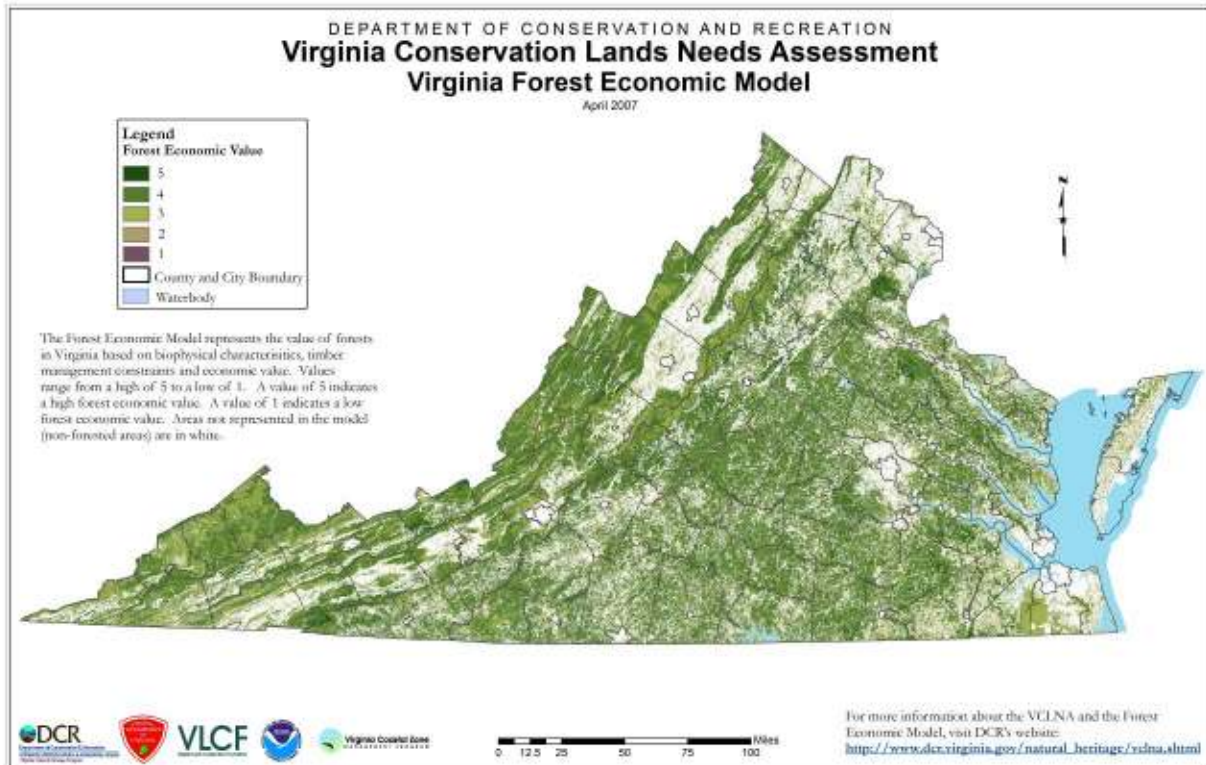 DEPARTMENT OF CONSERVATION AND RECREATION
Virginia Conservation Lands Needs Assessment
Virginia Forest Economic Model
April 2007
Legend
Forest Economic Value
5
4
3
2
1
County and City Boundary
Waterbody
N
The Forest Economic Model represents the value of forests
in Virginia based on biophysical characteristics, timber
management constraints and economic value. Values
range from a high of 5 to a low of 1. A value of 5 indicates
a high forest economic value. A value of 1 indicates a low
forest economic value. Areas not represented in the model
(non-forested areas) are in white.
DCR
VLCF
Virginia Coastal Zone
MANAGEMENT PROGRAM
Miles
0 12.5 25 50 75 100
For more information about the VCLNA and the Forest
Economic Model, visit DCR's website:
http://www.dcr.virginia.gov/natural_heritage/vclna.shtml